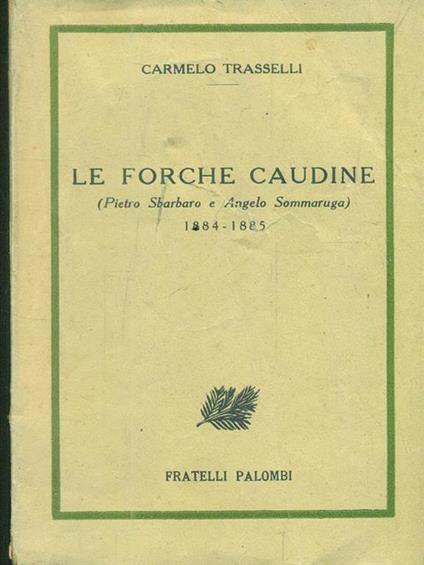 CARMELO TRASSELLI
LE FORCHE CAUDINE
(Pietro Sbarbaro e Angelo Sommaruga)
1884-1885
FRATELLI PALOMBI